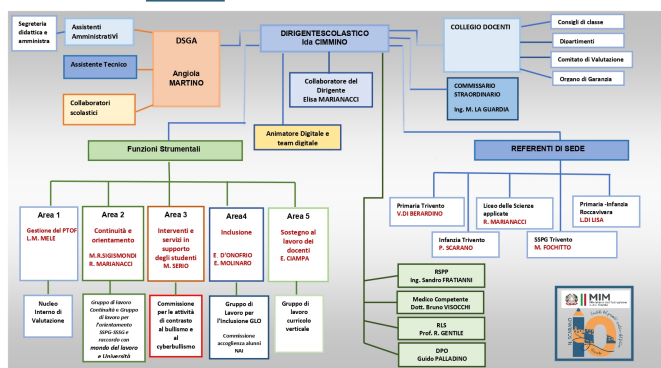 Segreteria
didattica e
amministra
Assistenti
AmministratiVi
Assistente Tecnico
Collaboratori
scolastici
DSGA
Angiola
MARTINO
DIRIGENTESCOLASTICO
Ida CIMMINO
Collaboratore del
Dirigente
Elisa MARIANACCI
Animatore Digitale e
team digitale
COLLEGIO DOCENTI
Consigli di classe
Dipartimenti
Comitato di Valutazione
Organo di Garanzia
COMMISSARIO
STRAORDINARIO
Ing. M. LA GUARDIA
Funzioni Strumentali
REFERENTI DI SEDE
Area 1
Gestione del PTOF
L.M. MELE
Area 2
Continuità e
orientamento
M.R.SIGISMONDI
R. MARIANACCI
Area 3
Interventi e
servizi in
supporto
degli studenti
M. SERIO
Area4
Inclusione
E. D'ONOFRIO
E. MOLINARO
Area 5
Sostegno al
lavoro dei
docenti
E. CIAMPA
Nucleo
Interno di
Valutazione
Gruppo di lavoro
Continuità e Gruppo
di lavoro per
l'orientamento
SSPG-SSSG e
raccordo con
mondo del lavoro
e Università
Commissione
per le attività
di contrasto
al bullismo e
al
cyberbullismo
Gruppo di
Lavoro per
l'Inclusione GLO
Commissione
accoglienza alunni
NAI
Gruppo di
lavoro
curricolo
verticale
Primaria Trivento
V.DI BERARDINO
Liceo delle Scienze
applicate
R. MARIANACCI
Primaria -Infanzia
Roccavivara
L.DI LISA
Infanzia Trivento
P. SCARANO
SSPG Trivento
M. FOCHITTO
RSPP
Ing. Sandro FRATIANNI
Medico Competente
Dott. Bruno VISOCCHI
RLS
Prof. R. GENTILE
DPO
Guido PALLADINO
MIM
N. SCARANO